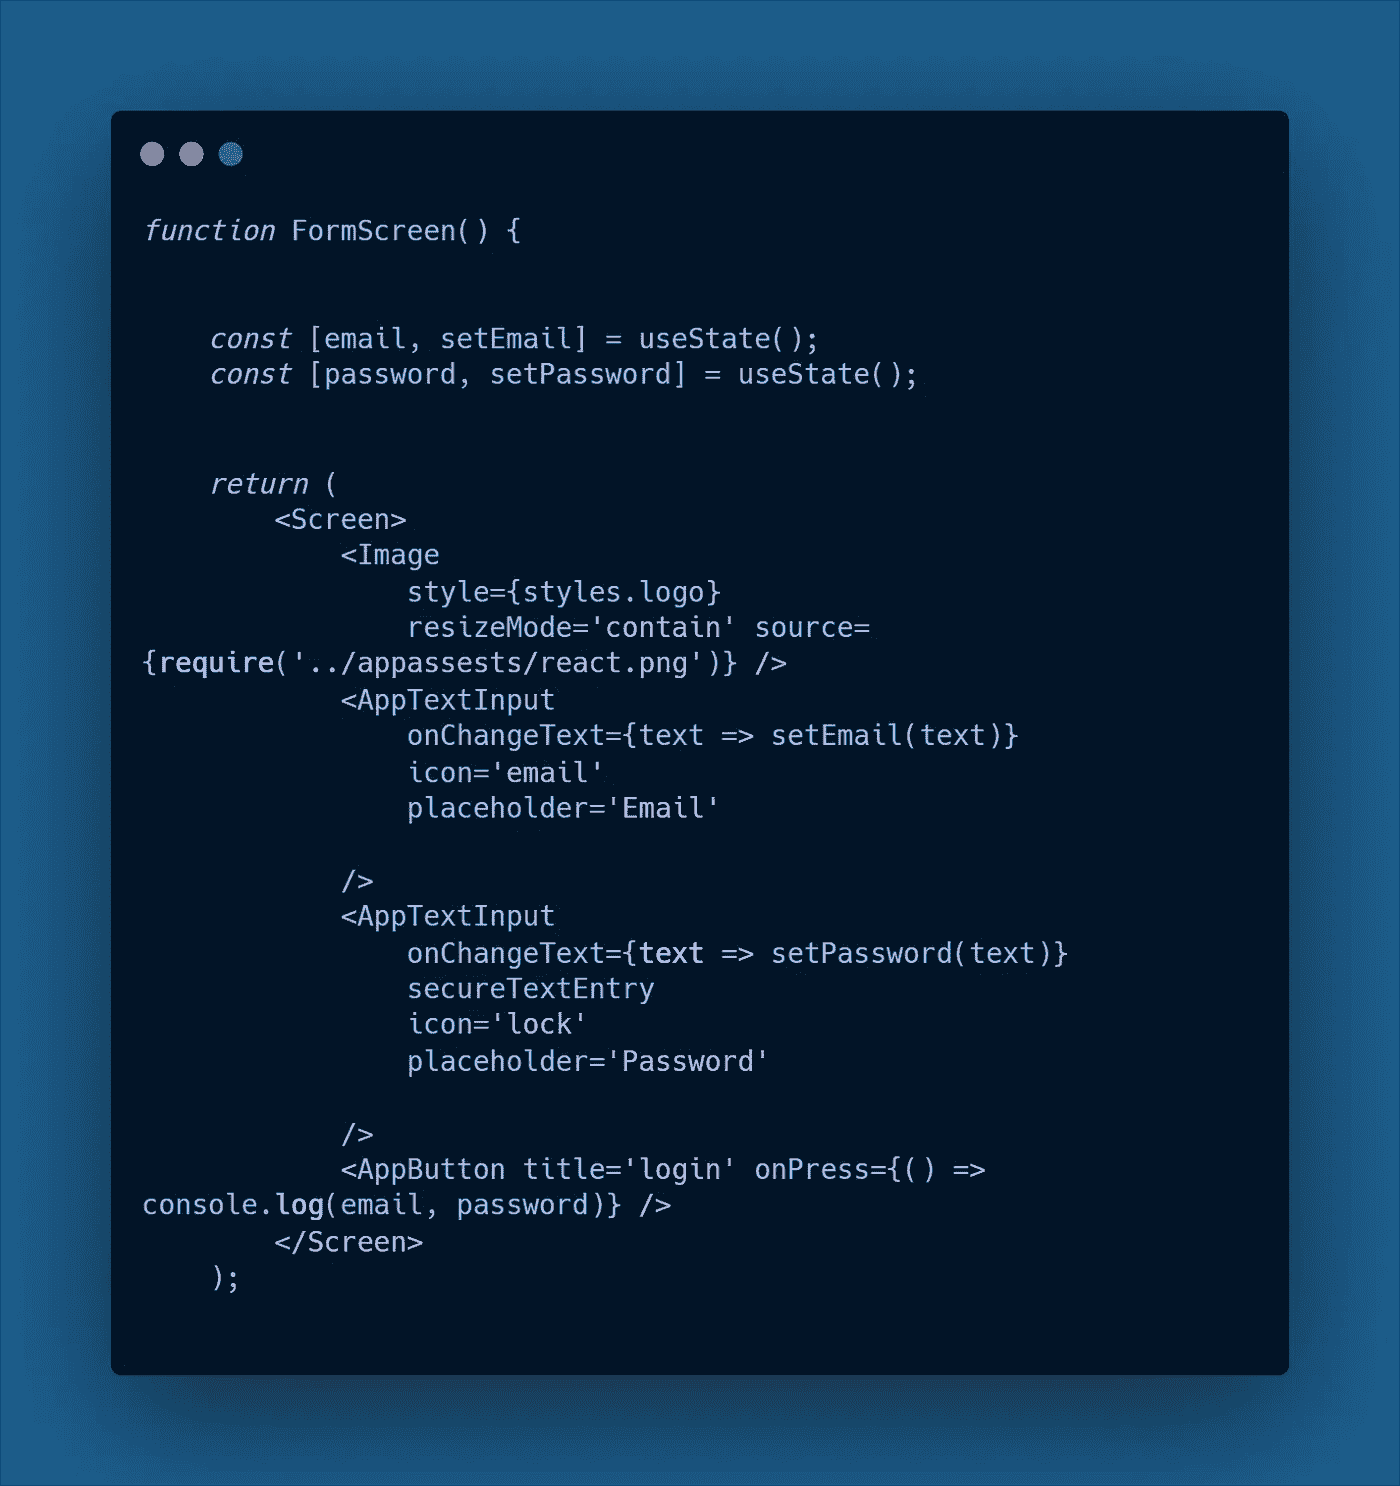 function FormScreen() {
const [email, setEmail] = useState();
const [password, setPassword] = useState();
return (
<Screen>
<Image
style={styles.logo}
resizeMode='contain' source=
{require('../appassests/react.png')} />
<AppTextInput
onChangeText={text => setEmail(text)}
icon='email'
placeholder='Email'
/>
<AppTextInput
onChangeText={text => setPassword(text)}
secureTextEntry
icon='lock'
placeholder='Password'
/>
<AppButton title='login' onPress={() =>
console.log(email, password)} />
</Screen>
);